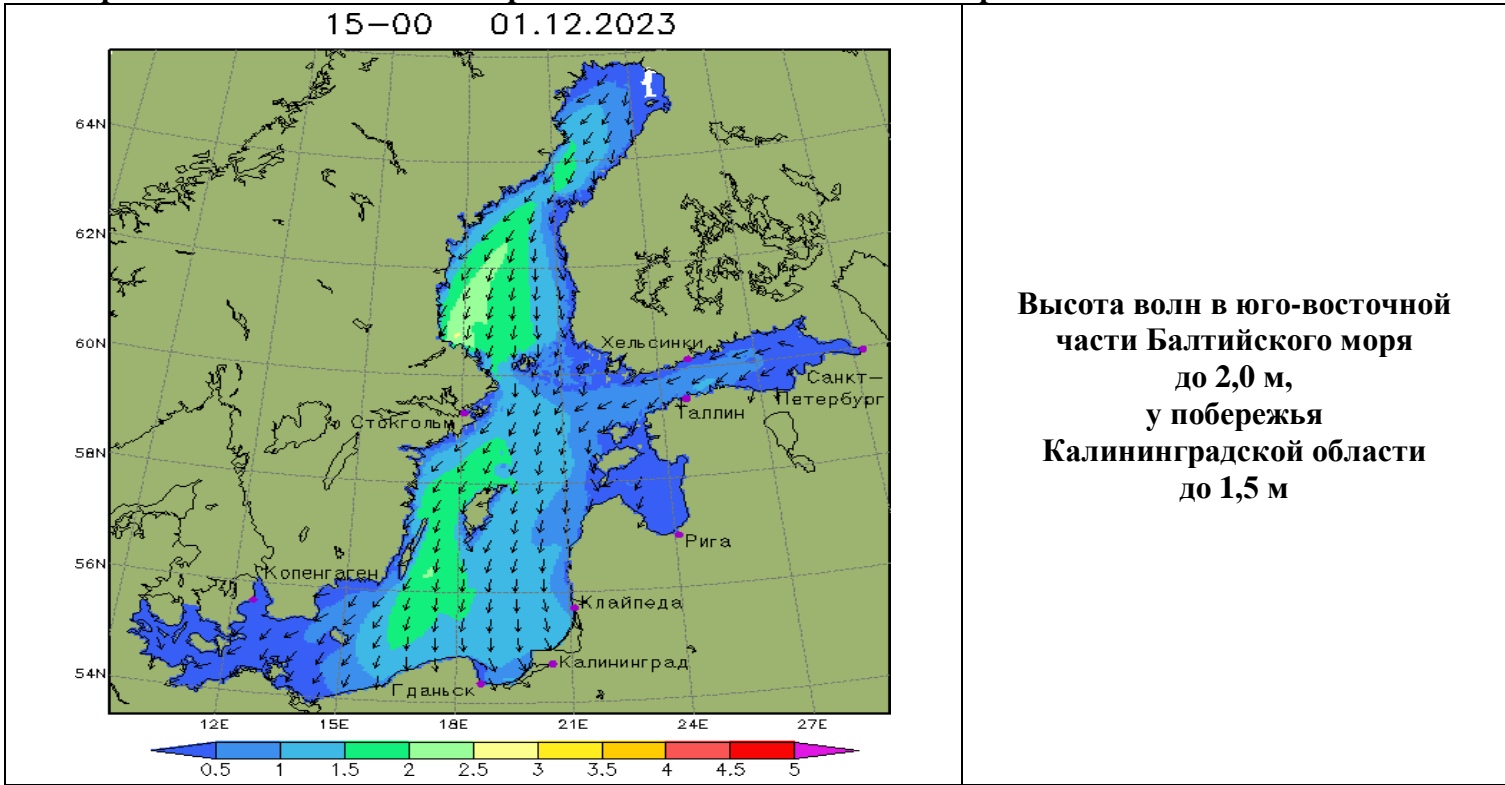 15-00 01.12.2023
64N
62N
60N
58N
56N
54N
Хельсинки
Санкт-
Петербург
Таллин
Стокгольм
Рига
Копенгаген
Клайпеда
Калининград
Гданьск
12E 15E 18E 21E 24E 27E
0.5 1 1.5 2 2.5 3 3.5 4 4.5 5
Высота волн в юго-восточной
части Балтийского моря
до 2,0 м,
у побережья
Калининградской области
до 1,5 м